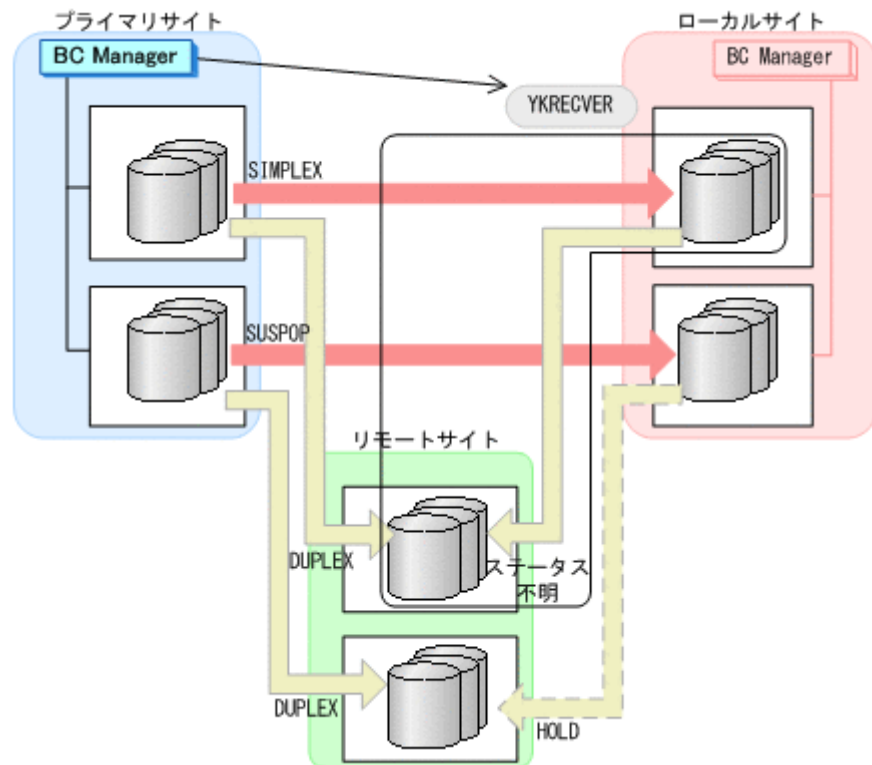 プライマリサイト
ローカルサイト
BC Manager
BC Manager
YKRECVER
SIMPLEX
SUSPOP
リモートサイト
DUPLEX
ステータス
不明
DUPLEX
HOLD